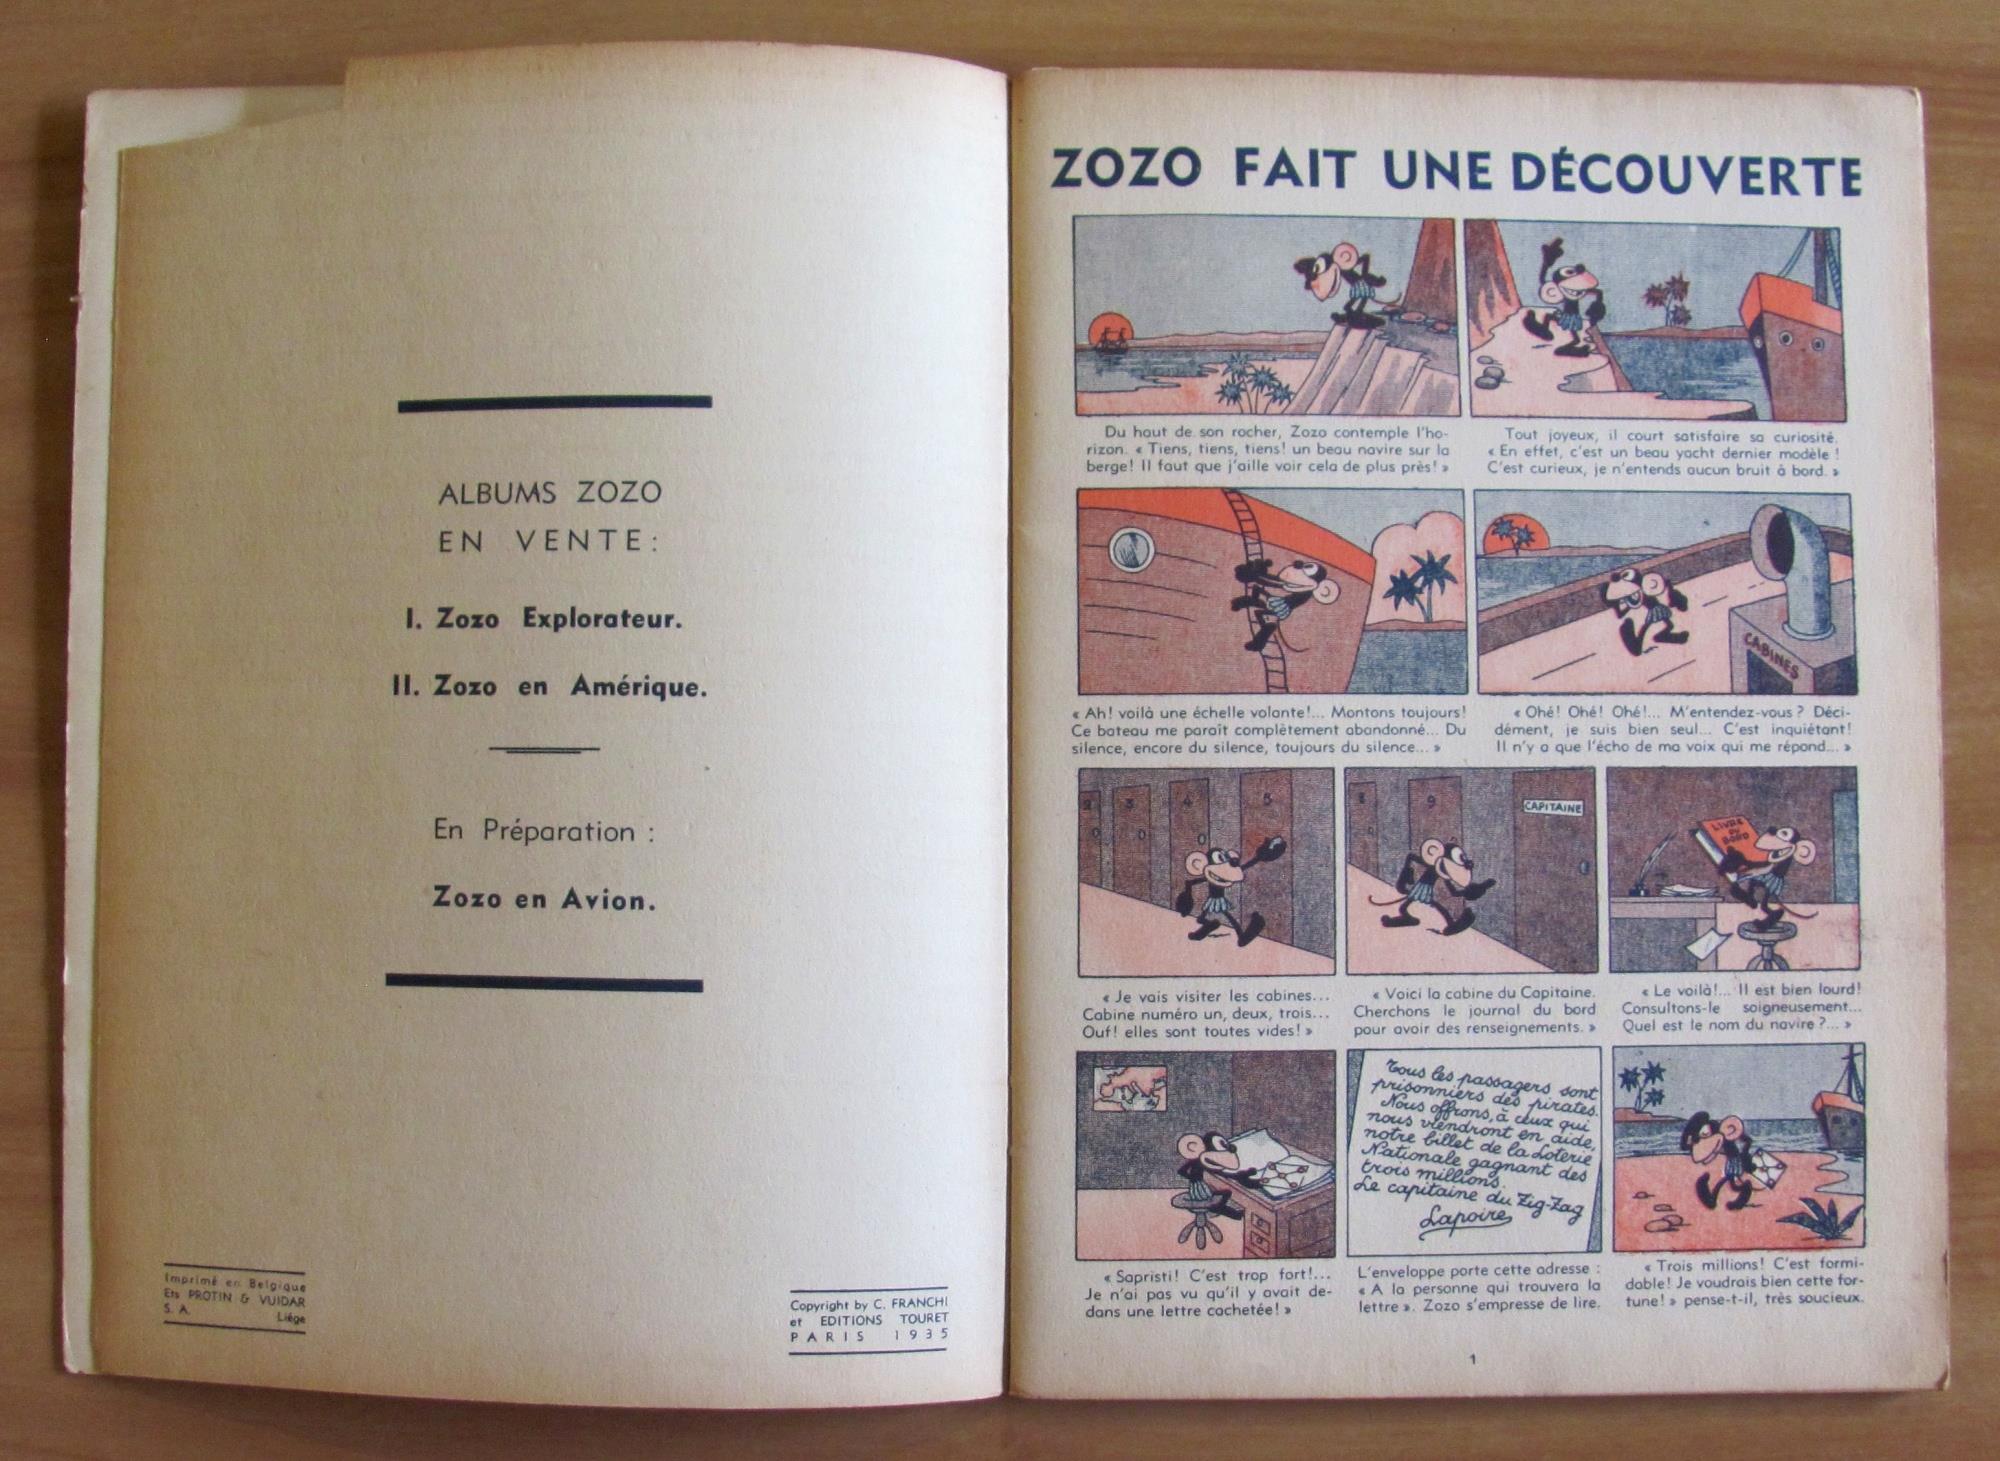 ALBUMS ZOZO
EN VENTE :
I. Zozo Explorateur.
II. Zozo en Amérique.
En Préparation :
Zozo en Avion.
Imprimé en Belgique
Ets PROTIN & VUIDAR
S. A. Liége
Copyright by C. FRANCHI
et EDITIONS TOURET
PARIS 1935
ZOZO FAIT UNE DÉCOUVERTE
Du haut de son rocher, Zozo contemple l'ho-
rizon. « Tiens, tiens, tiens! un beau navire sur la
berge! Il faut que j'aille voir cela de plus près! »
Tout joyeux, il court satisfaire sa curiosité.
« En effet, c'est un beau yacht dernier modèle !
C'est curieux, je n'entends aucun bruit à bord. »
CABINES
« Ah! voilà une échelle volante!... Montons toujours!
Ce bateau me paraît complètement abandonné... Du
silence, encore du silence, toujours du silence... »
« Ohé! Ohé! Ohé!... M'entendez-vous ? Déci-
dément, je suis bien seul... C'est inquiétant!
Il n'y a que l'écho de ma voix qui me répond... »
2 3 4 5
8 9 CAPITAINE
LIVRE
DU
BORD
« Je vais visiter les cabines...
Cabine numéro un, deux, trois...
Ouf! elles sont toutes vides! »
« Voici la cabine du Capitaine.
Cherchons le journal du bord
pour avoir des renseignements. »
« Le voilà!... Il est bien lourd!
Consultons-le soigneusement...
Quel est le nom du navire ?... »
Tous les passagers sont
prisonniers des pirates.
Nous offrons, à ceux qui
nous viendront en aide,
notre billet de la Loterie
Nationale gagnant des
trois millions.
Le capitaine du Zig-Zag
Lapoire
« Sapristi! C'est trop fort!...
Je n'ai pas vu qu'il y avait de-
dans une lettre cachetée! »
L'enveloppe porte cette adresse :
« A la personne qui trouvera la
lettre ». Zozo s'empresse de lire.
« Trois millions! C'est formi-
dable! Je voudrais bien cette for-
tune! » pense-t-il, très soucieux.
1